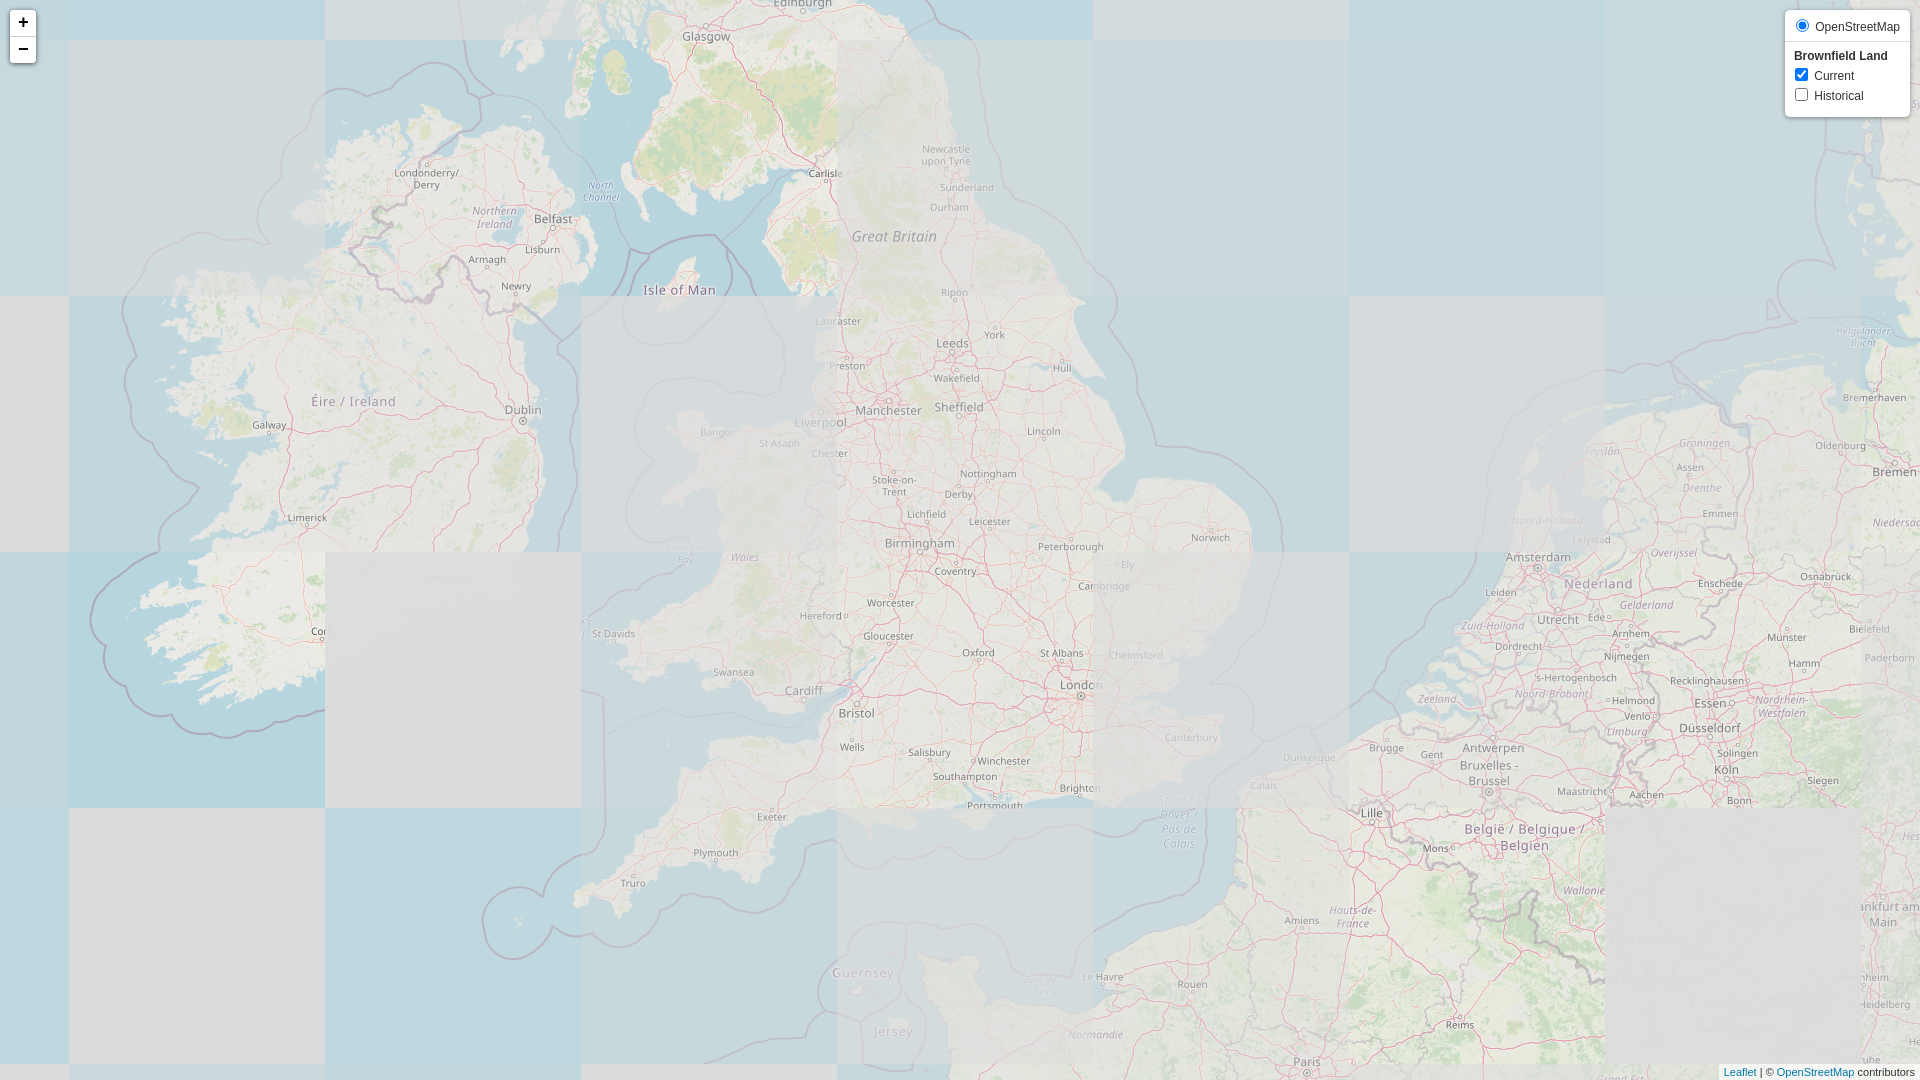 +
−
OpenStreetMap
Brownfield Land
Current
Historical
Edinburgh
Glasgow
Londonderry/
Derry
North
Channel
Northern
Ireland
Belfast
Lisburn
Armagh
Newry
Carlisle
Newcastle
upon Tyne
Sunderland
Durham
Great Britain
Isle of Man
Ripon
Lancaster
York
Leeds
Preston
Hull
Wakefield
Éire / Ireland
Dublin
Manchester
Sheffield
Galway
Liverpool
Bangor
St Asaph
Chester
Lincoln
Stoke-on-
Trent
Nottingham
Derby
Limerick
Lichfield
Leicester
Birmingham
Peterborough
Norwich
Wales
Coventry
Ely
Cambridge
Worcester
Hereford
St Davids
Gloucester
Oxford
St Albans
Chelmsford
Swansea
Cardiff
London
Bristol
Canterbury
Wells
Salisbury
Winchester
Southampton
Brighton
Portsmouth
Exeter
Plymouth
Truro
Guernsey
Jersey
Dover /
Pas de
Calais
Dunkerque
Calais
Helgoländer
Bucht
Bremerhaven
Groningen
Oldenburg
Fryslân
Assen
Bremen
Drenthe
Emmen
Noord-Holland
Lelystad
Amsterdam
Overijssel
Nederland
Enschede
Osnabrück
Leiden
Gelderland
Utrecht
Ede
Zuid-Holland
Arnhem
Bielefeld
Münster
Dordrecht
Nijmegen
Paderborn
Hamm
's-Hertogenbosch
Recklinghausen
Zeeland
Noord-Brabant
Helmond
Essen
Nordrhein-
Westfalen
Venlo
Limburg
Düsseldorf
Brugge
Gent
Antwerpen
Solingen
Bruxelles -
Brussel
Köln
Siegen
Maastricht
Aachen
Bonn
Lille
België / Belgique /
Belgien
Mons
Wallonie
Hauts-de-
France
Amiens
Frankfurt am
Main
Le Havre
Rouen
Heidelberg
Normandie
Reims
Paris
Grand Est
Leaflet | © OpenStreetMap contributors